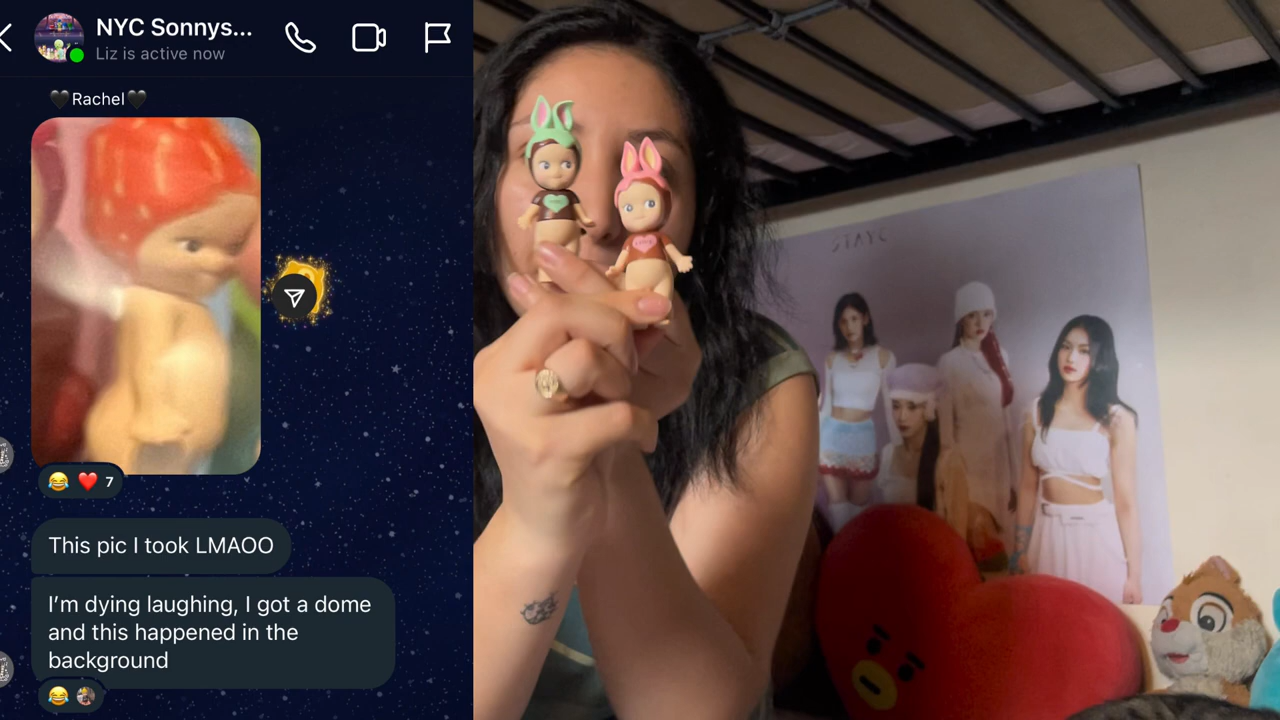 NYC Sonnys...
Liz is active now
🖤Rachel🖤
😂 ❤️ 7
This pic I took LMAOO
I'm dying laughing, I got a dome
and this happened in the
background
😂
STAYC